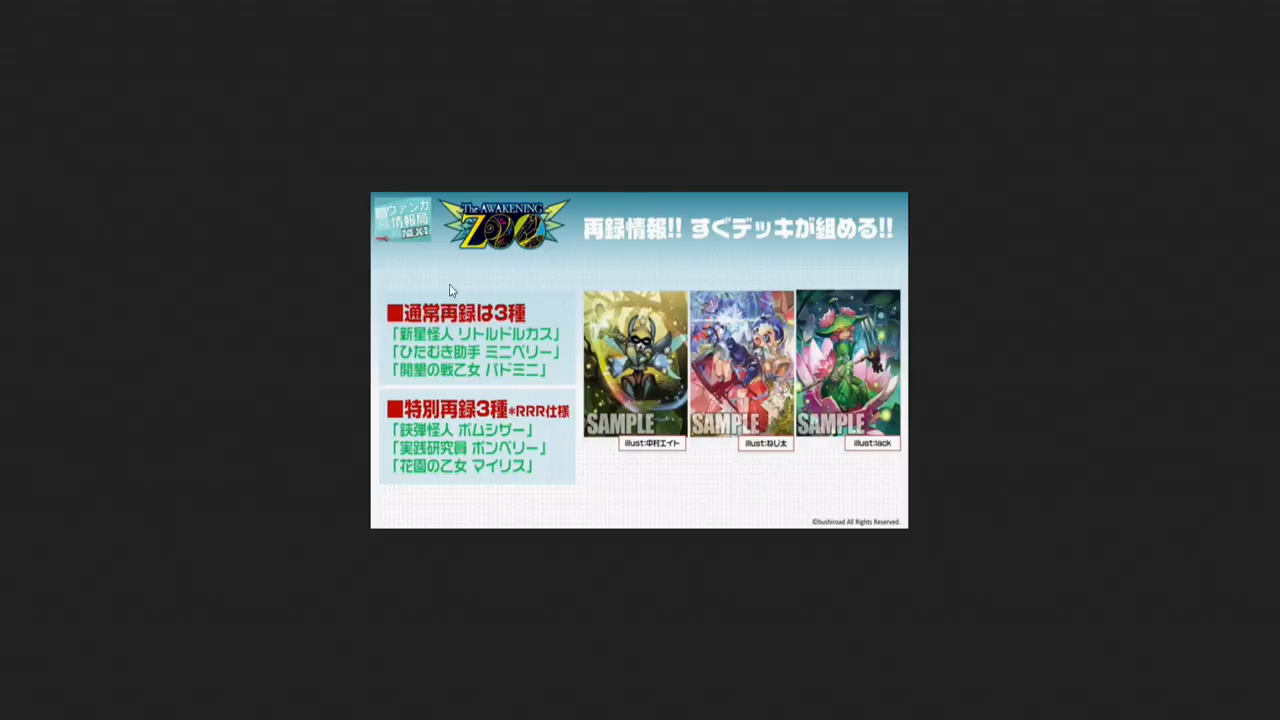 ヴァンガ
情報局
NEXT
The AWAKENING
ZOO
再録情報!! すぐデッキが組める!!
■通常再録は3種
「新星怪人 リトルドルカス」
「ひたむき助手 ミニベリー」
「開墾の戦乙女 パドミニ」
■特別再録3種*RRR仕様
「鋏弾怪人 ボムシザー」
「実践研究員 ポンベリー」
「花園の乙女 マイリス」
SAMPLE
SAMPLE
SAMPLE
illust:中村エイト
illust:ねじ太
illust:lack
©bushiroad All Rights Reserved.